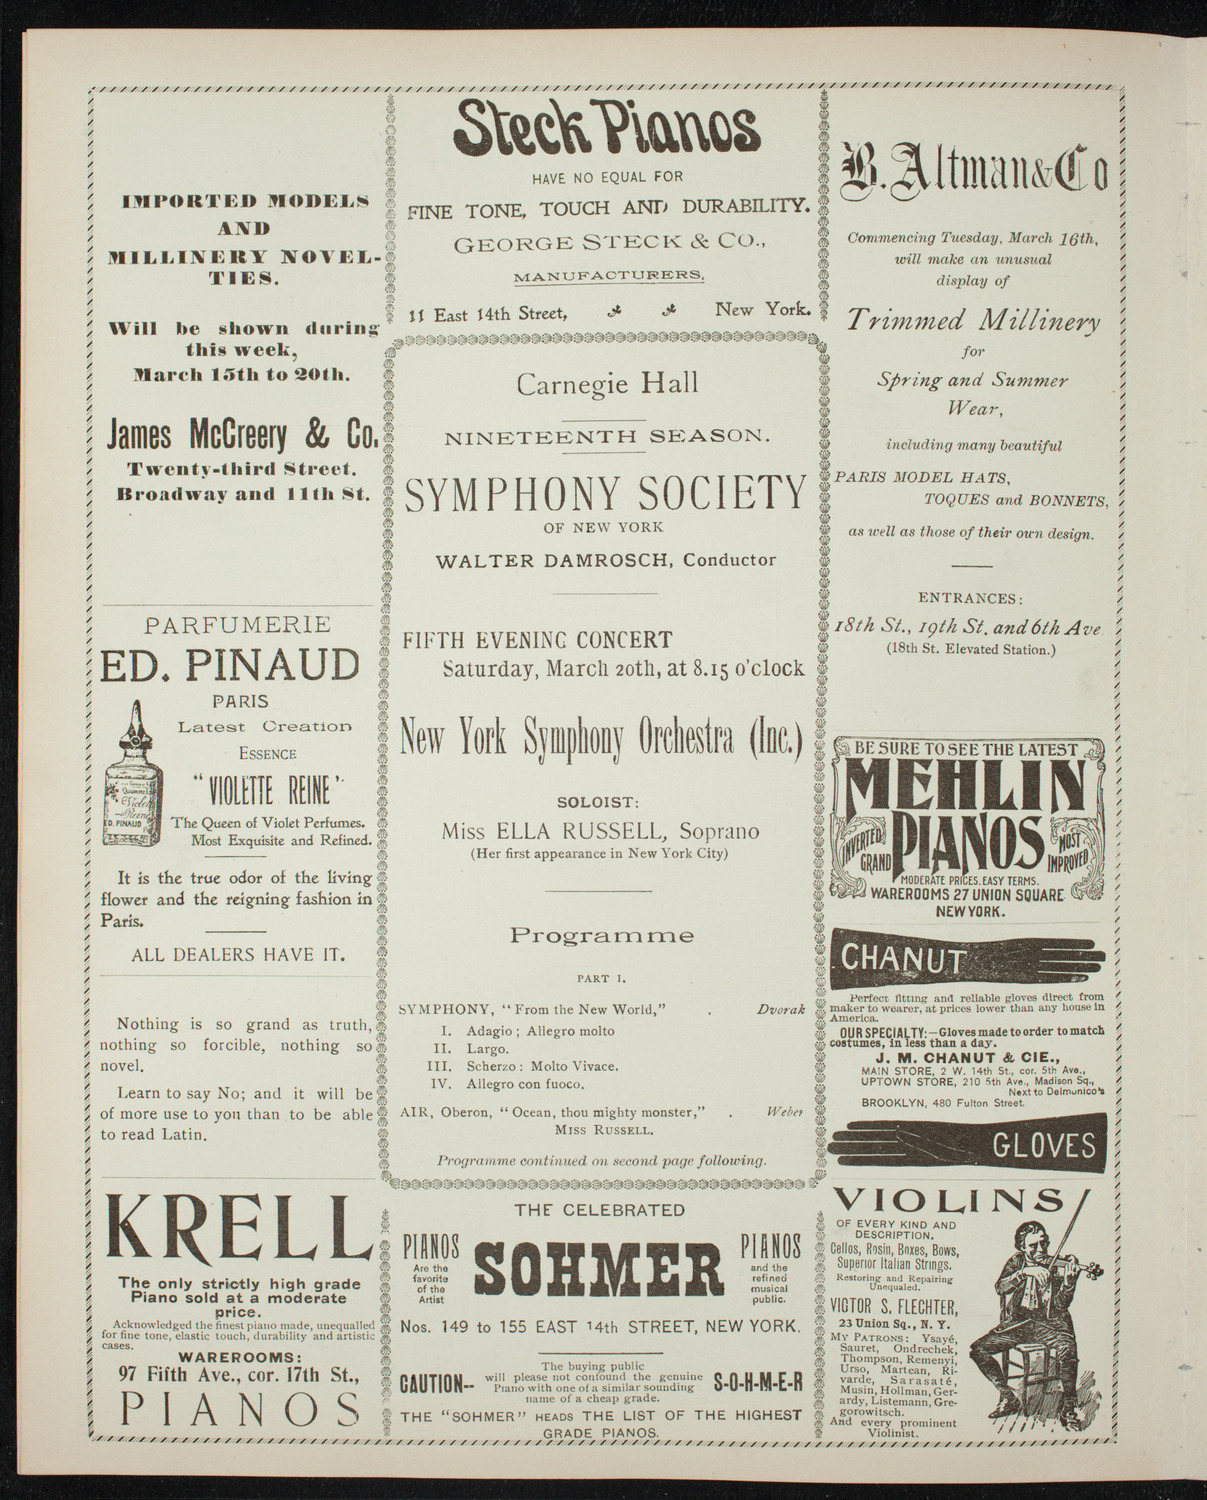 IMPORTED MODELS
AND
MILLINERY NOVEL-
TIES.
Will be shown during
this week,
March 15th to 20th.
James McCreery & Co.
Twenty-third Street.
Broadway and 11th St.
PARFUMERIE
ED. PINAUD
PARIS
Latest Creation
ESSENCE
"VIOLETTE REINE"
The Queen of Violet Perfumes.
Most Exquisite and Refined.
ED. PINAUD
It is the true odor of the living
flower and the reigning fashion in
Paris.
ALL DEALERS HAVE IT.
Nothing is so grand as truth,
nothing so forcible, nothing so
novel.
Learn to say No; and it will be
of more use to you than to be able
to read Latin.
KRELL
The only strictly high grade
Piano sold at a moderate
price.
Acknowledged the finest piano made, unequalled
for fine tone, elastic touch, durability and artistic
cases.
WAREROOMS:
97 Fifth Ave., cor. 17th St.,
PIANOS
Steck Pianos
HAVE NO EQUAL FOR
FINE TONE, TOUCH AND DURABILITY.
GEORGE STECK & CO.,
MANUFACTURERS,
11 East 14th Street, New York.
Carnegie Hall
NINETEENTH SEASON.
SYMPHONY SOCIETY
OF NEW YORK
WALTER DAMROSCH, Conductor
FIFTH EVENING CONCERT
Saturday, March 20th, at 8.15 o'clock
New York Symphony Orchestra (Inc.)
SOLOIST:
Miss ELLA RUSSELL, Soprano
(Her first appearance in New York City)
Programme
PART I.
SYMPHONY, "From the New World," . Dvorak
I. Adagio; Allegro molto
II. Largo.
III. Scherzo: Molto Vivace.
IV. Allegro con fuoco.
AIR, Oberon, "Ocean, thou mighty monster," . Weber
MISS RUSSELL.
Programme continued on second page following.
THE CELEBRATED
PIANOS SOHMER PIANOS
Are the
favorite
of the
Artist
and the
refined
musical
public.
Nos. 149 to 155 EAST 14th STREET, NEW YORK.
CAUTION--
The buying public
will please not confound the genuine
Piano with one of a similar sounding
name of a cheap grade.
S-O-H-M-E-R
THE "SOHMER" HEADS THE LIST OF THE HIGHEST
GRADE PIANOS.
B. Altman & Co
Commencing Tuesday, March 16th,
will make an unusual
display of
Trimmed Millinery
for
Spring and Summer
Wear,
including many beautiful
PARIS MODEL HATS,
TOQUES and BONNETS,
as well as those of their own design.
ENTRANCES:
18th St., 19th St. and 6th Ave
(18th St. Elevated Station.)
BE SURE TO SEE THE LATEST
MEHLIN
PIANOS
INVERTED
GRAND
MOST
IMPROVED
MODERATE PRICES. EASY TERMS.
WAREROOMS 27 UNION SQUARE
NEW YORK.
CHANUT
Perfect fitting and reliable gloves direct from
maker to wearer, at prices lower than any house in
America.
OUR SPECIALTY:—Gloves made to order to match
costumes, in less than a day.
J. M. CHANUT & CIE.,
MAIN STORE, 2 W. 14th St., cor. 5th Ave.,
UPTOWN STORE, 210 5th Ave., Madison Sq.,
Next to Delmonico's
BROOKLYN, 480 Fulton Street.
GLOVES
VIOLINS
OF EVERY KIND AND
DESCRIPTION.
Cellos, Rosin, Boxes, Bows,
Superior Italian Strings.
Restoring and Repairing
Unequaled.
VICTOR S. FLECHTER,
23 Union Sq., N. Y.
MY PATRONS: Ysayé,
Sauret, Ondrechek,
Thompson, Remenyi,
Urso, Martean, Ri-
varde, Sarasaté,
Musin, Hollman, Ger-
ardy, Listemann, Gre-
gorowitsch.
And every prominent
Violinist.